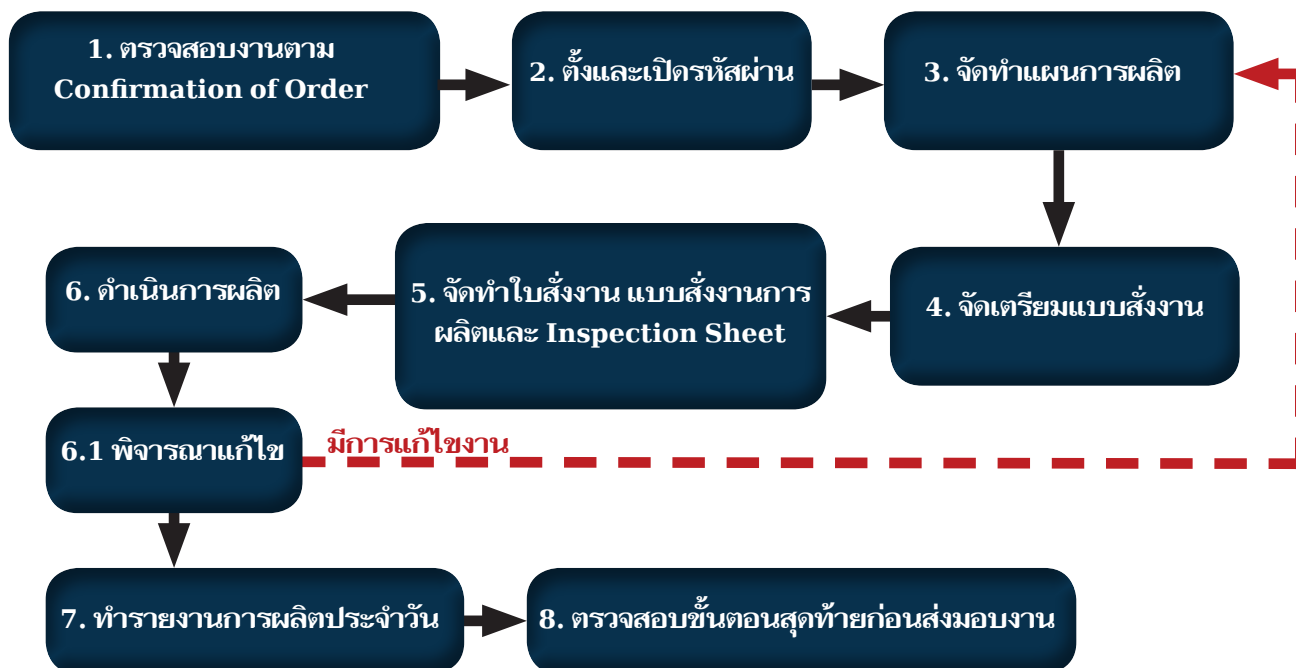 1. ตรวจสอบงานตาม
Confirmation of Order
2. ตั้งและเปิดรหัสผ่าน
3. จัดทำแผนการผลิต
4. จัดเตรียมแบบสั่งงาน
5. จัดทำใบสั่งงาน แบบสั่งงานการ
ผลิตและ Inspection Sheet
6. ดำเนินการผลิต
6.1 พิจารณาแก้ไข
มีการแก้ไขงาน
7. ทำรายงานการผลิตประจำวัน
8. ตรวจสอบขั้นตอนสุดท้ายก่อนส่งมอบงาน